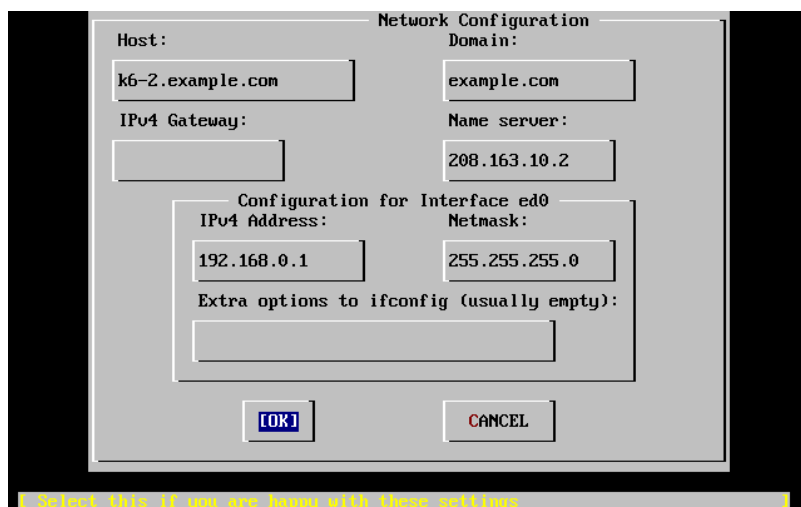 Network Configuration
Host: Domain:
k6-2.example.com example.com
IPv4 Gateway: Name server:
208.163.10.2
Configuration for Interface ed0
IPv4 Address: Netmask:
192.168.0.1 255.255.255.0
Extra options to ifconfig (usually empty):
[OK] CANCEL
[ Select this if you are happy with these settings ]